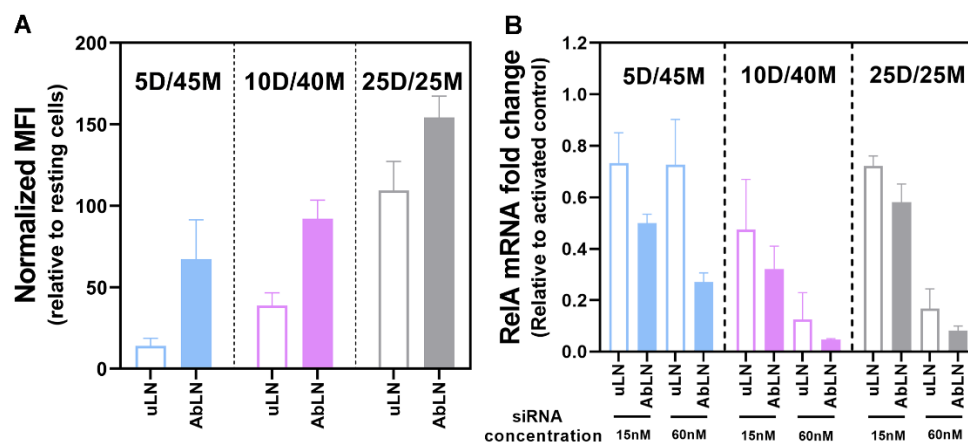 A
Normalized MFI
(relative to resting cells)
200
150
100
50
0
5D/45M
10D/40M
25D/25M
uLN
AbLN
uLN
AbLN
uLN
AbLN
B
RelA mRNA fold change
(Relative to activated control)
1.2
1.0
0.8
0.6
0.4
0.2
0.0
5D/45M
10D/40M
25D/25M
uLN
AbLN
uLN
AbLN
uLN
AbLN
uLN
AbLN
uLN
AbLN
uLN
AbLN
siRNA
concentration
15nM
60nM
15nM
60nM
15nM
60nM